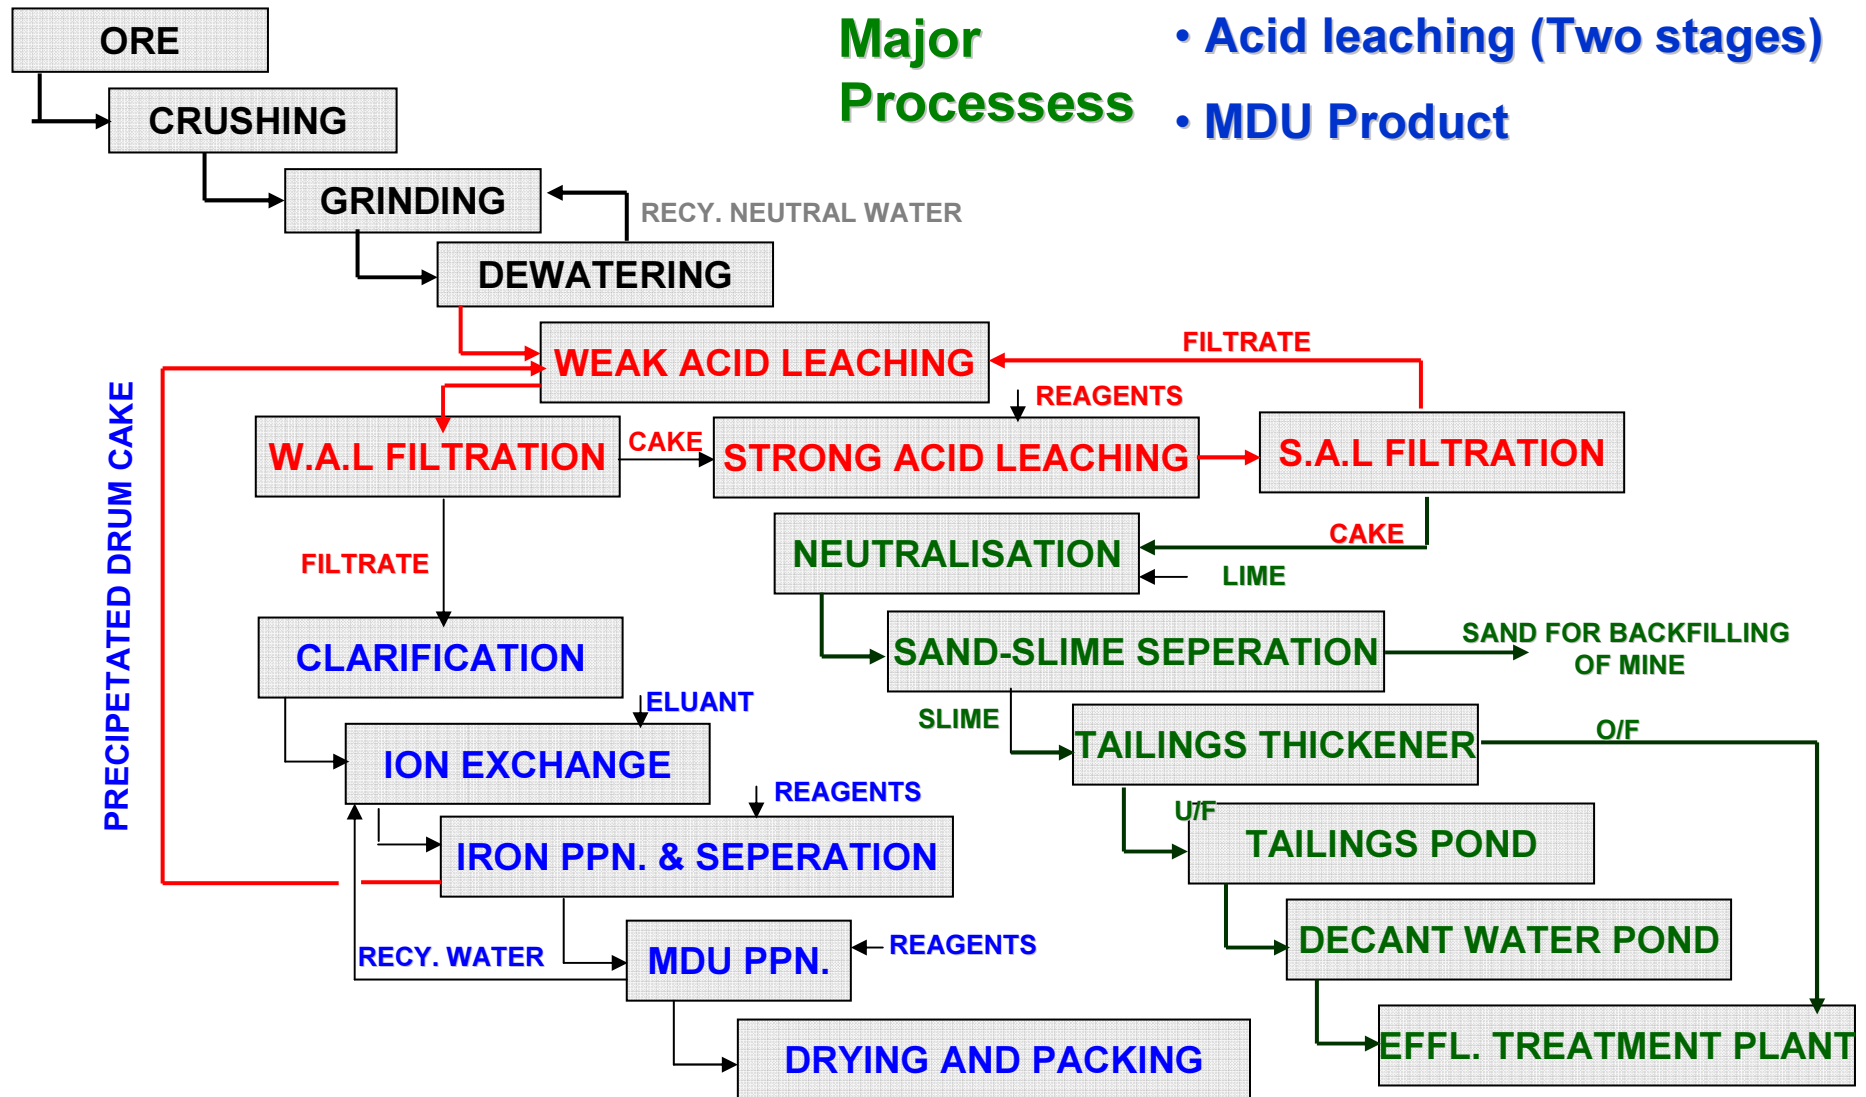 ORE
Major
Processess
• Acid leaching (Two stages)
• MDU Product
CRUSHING
GRINDING
RECY. NEUTRAL WATER
DEWATERING
WEAK ACID LEACHING
FILTRATE
REAGENTS
PRECIPETATED DRUM CAKE
W.A.L FILTRATION
CAKE
STRONG ACID LEACHING
S.A.L FILTRATION
FILTRATE
NEUTRALISATION
CAKE
LIME
CLARIFICATION
SAND-SLIME SEPERATION
SAND FOR BACKFILLING
OF MINE
ELUANT
SLIME
ION EXCHANGE
TAILINGS THICKENER
O/F
REAGENTS
U/F
IRON PPN. & SEPERATION
TAILINGS POND
RECY. WATER
MDU PPN.
REAGENTS
DECANT WATER POND
DRYING AND PACKING
EFFL. TREATMENT PLANT